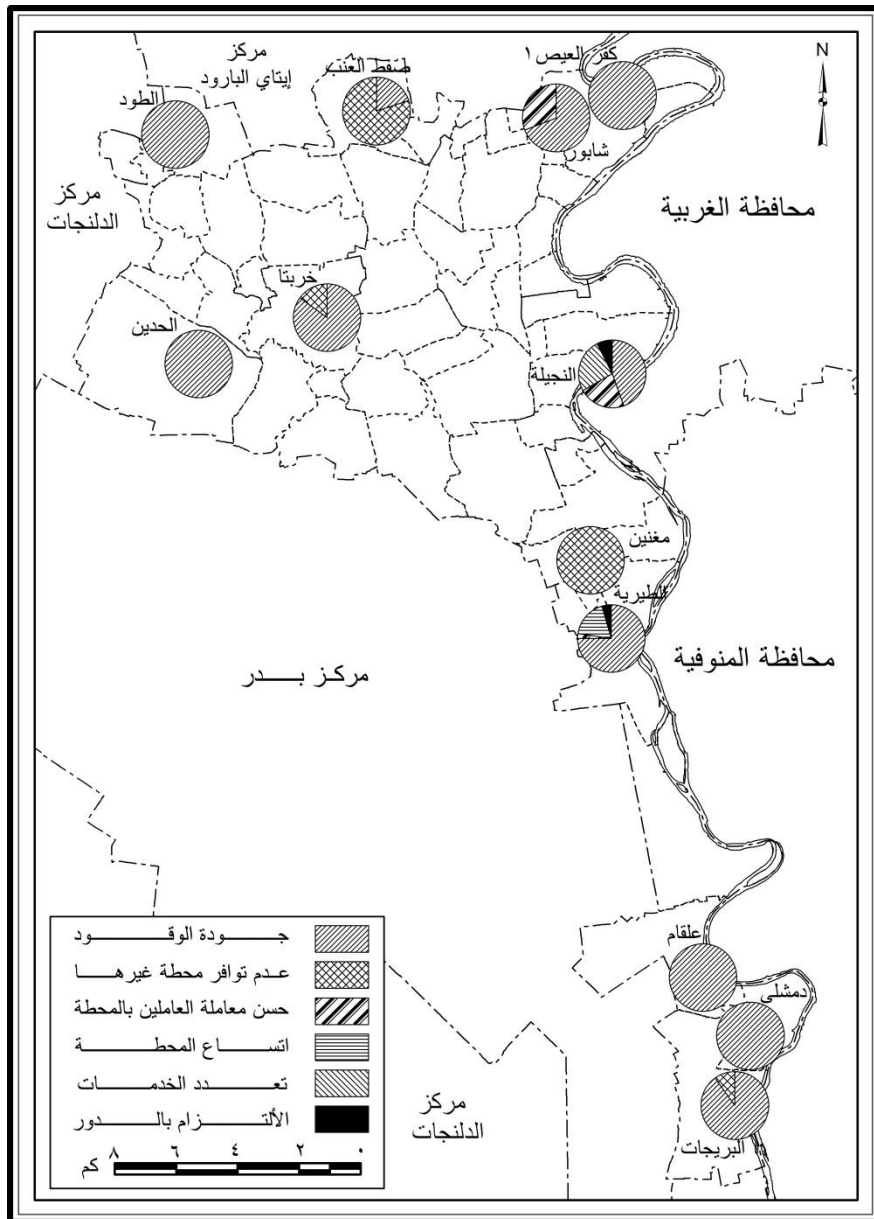 N
مركز
إيتاي البارود
صفط العنب
كفر العيص ١
الطود
شابور
مركز
الدلنجات
محافظة الغربية
خربتا
الحدين
النجيلة
مغنين
الطيرية
محافظة المنوفية
مركز بدر
علقام
دمشلى
البريجات
مركز
الدلنجات
جودة الوقود
عدم توافر محطة غيرها
حسن معاملة العاملين بالمحطة
اتساع المحطة
تعدد الخدمات
الألتزام بالدور
٨ ٦ ٤ ٢ ٠
كم